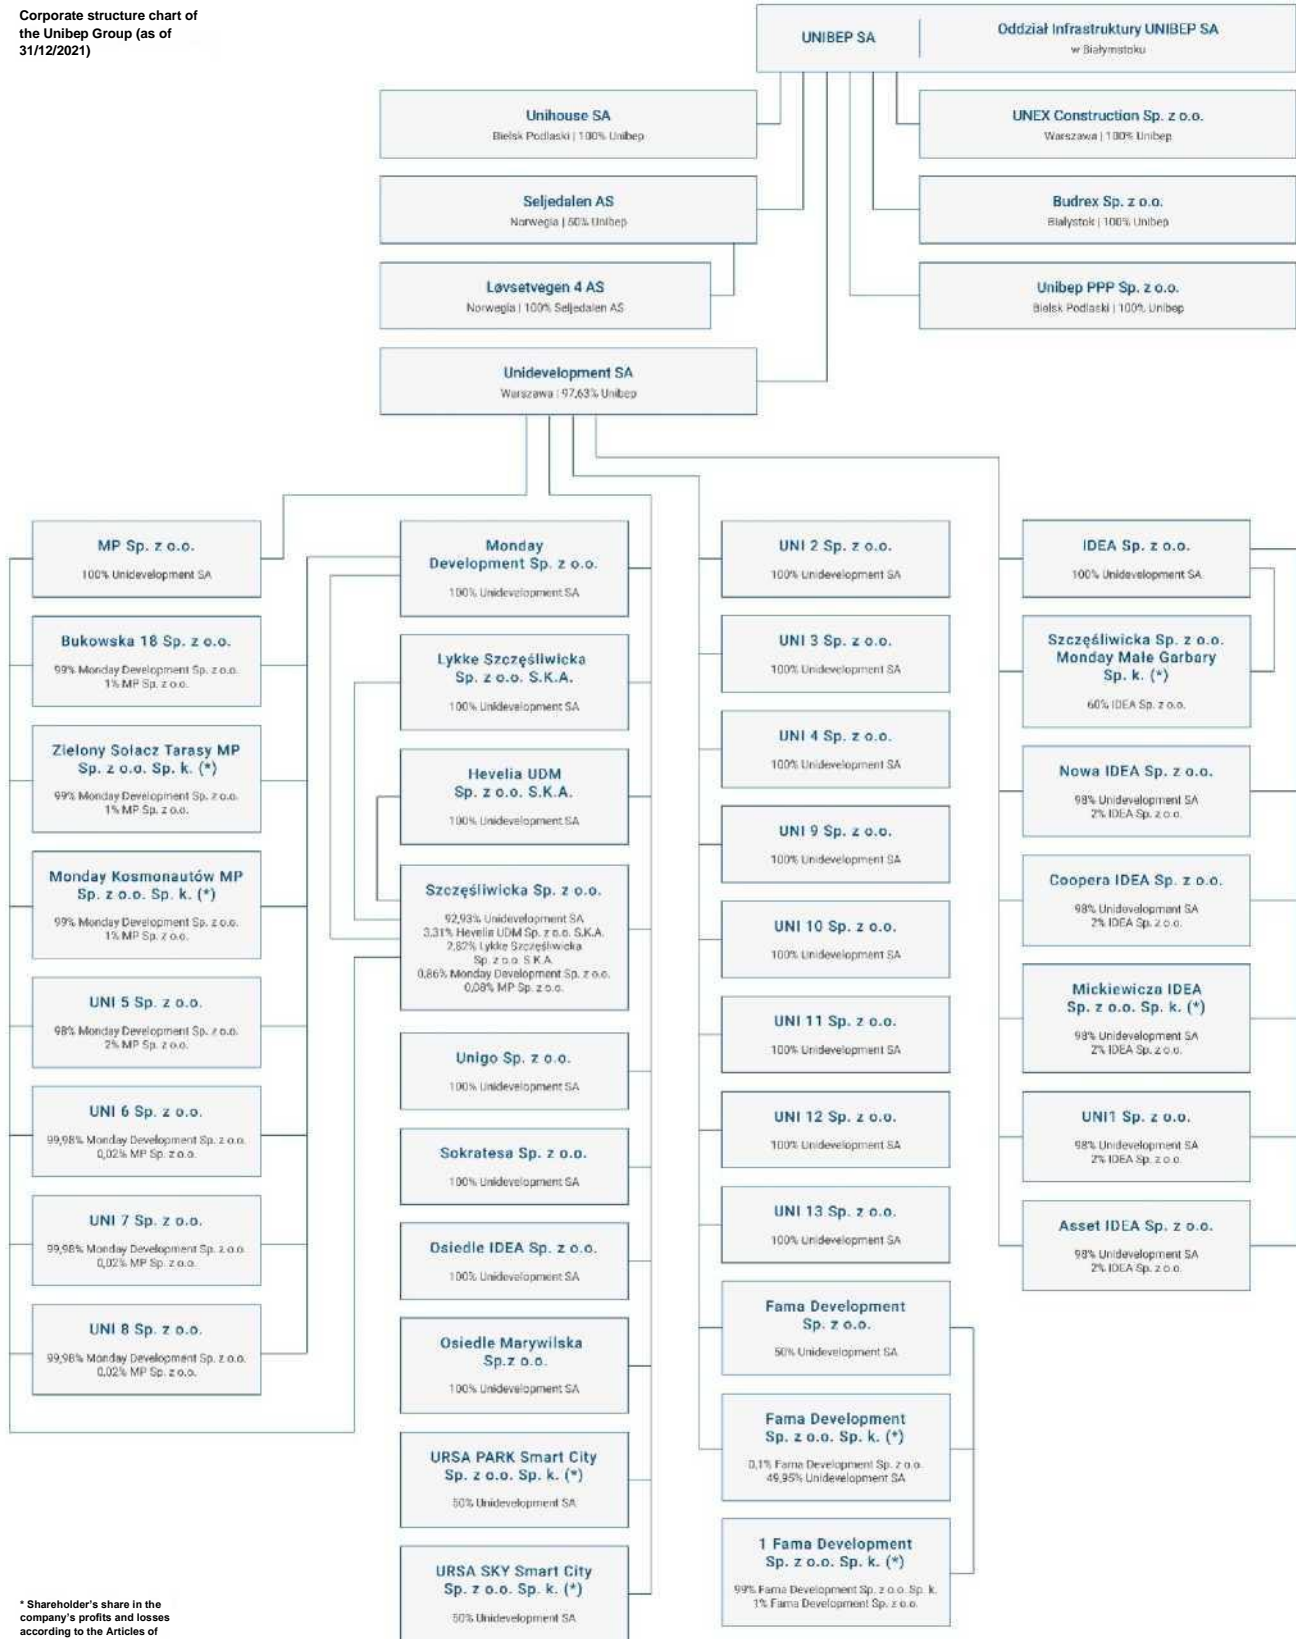 Corporate structure chart of
the Unibep Group (as of
31/12/2021)
UNIBEP SA
Oddział Infrastruktury UNIBEP SA
w Białymstoku
Unihouse SA
Bielsk Podlaski | 100% Unibep
UNEX Construction Sp. z o.o.
Warszawa | 100% Unibep
Seljedalen AS
Norwegia | 50% Unibep
Budrex Sp. z o.o.
Białystok | 100% Unibep
Løvsetvegen 4 AS
Norwegia | 100% Seljedalen AS
Unibep PPP Sp. z o.o.
Bielsk Podlaski | 100% Unibep
Unidevelopment SA
Warszawa | 97,63% Unibep
MP Sp. z o.o.
100% Unidevelopment SA
Bukowska 18 Sp. z o.o.
99% Monday Development Sp. z o.o.
1% MP Sp. z o.o.
Zielony Sołacz Tarasy MP
Sp. z o.o. Sp. k. (*)
99% Monday Development Sp. z o.o.
1% MP Sp. z o.o.
Monday Kosmonautów MP
Sp. z o.o. Sp. k. (*)
99% Monday Development Sp. z o.o.
1% MP Sp. z o.o.
UNI 5 Sp. z o.o.
98% Monday Development Sp. z o.o.
2% MP Sp. z o.o.
UNI 6 Sp. z o.o.
99,98% Monday Development Sp. z o.o.
0,02% MP Sp. z o.o.
UNI 7 Sp. z o.o.
99,98% Monday Development Sp. z o.o.
0,02% MP Sp. z o.o.
UNI 8 Sp. z o.o.
99,98% Monday Development Sp. z o.o.
0,02% MP Sp. z o.o.
Monday
Development Sp. z o.o.
100% Unidevelopment SA
Lykke Szczęśliwicka
Sp. z o.o. S.K.A.
100% Unidevelopment SA
Hevelia UDM
Sp. z o.o. S.K.A.
100% Unidevelopment SA
Szczęśliwicka Sp. z o.o.
92,93% Unidevelopment SA
3,31% Hevelia UDM Sp. z o.o. S.K.A.
2,82% Lykke Szczęśliwicka
Sp. z o.o. S.K.A.
0,86% Monday Development Sp. z o.o.
0,08% MP Sp. z o.o.
Unigo Sp. z o.o.
100% Unidevelopment SA
Sokratesa Sp. z o.o.
100% Unidevelopment SA
Osiedle IDEA Sp. z o.o.
100% Unidevelopment SA
Osiedle Marywilska
Sp.z o.o.
100% Unidevelopment SA
URSA PARK Smart City
Sp. z o.o. Sp. k. (*)
50% Unidevelopment SA
URSA SKY Smart City
Sp. z o.o. Sp. k. (*)
50% Unidevelopment SA
UNI 2 Sp. z o.o.
100% Unidevelopment SA
UNI 3 Sp. z o.o.
100% Unidevelopment SA
UNI 4 Sp. z o.o.
100% Unidevelopment SA
UNI 9 Sp. z o.o.
100% Unidevelopment SA
UNI 10 Sp. z o.o.
100% Unidevelopment SA
UNI 11 Sp. z o.o.
100% Unidevelopment SA
UNI 12 Sp. z o.o.
100% Unidevelopment SA
UNI 13 Sp. z o.o.
100% Unidevelopment SA
Fama Development
Sp. z o.o.
50% Unidevelopment SA
Fama Development
Sp. z o.o. Sp. k. (*)
0,1% Fama Development Sp. z o.o.
49,95% Unidevelopment SA
1 Fama Development
Sp. z o.o. Sp. k. (*)
99% Fama Development Sp. z o.o. Sp. k.
1% Fama Development Sp. z o.o.
IDEA Sp. z o.o.
100% Unidevelopment SA
Szczęśliwicka Sp. z o.o.
Monday Małe Garbary
Sp. k. (*)
60% IDEA Sp. z o.o.
Nowa IDEA Sp. z o.o.
98% Unidevelopment SA
2% IDEA Sp. z o.o.
Coopera IDEA Sp. z o.o.
98% Unidevelopment SA
2% IDEA Sp. z o.o.
Mickiewicza IDEA
Sp. z o.o. Sp. k. (*)
98% Unidevelopment SA
2% IDEA Sp. z o.o.
UNI1 Sp. z o.o.
98% Unidevelopment SA
2% IDEA Sp. z o.o.
Asset IDEA Sp. z o.o.
98% Unidevelopment SA
2% IDEA Sp. z o.o.
* Shareholder's share in the
company's profits and losses
according to the Articles of